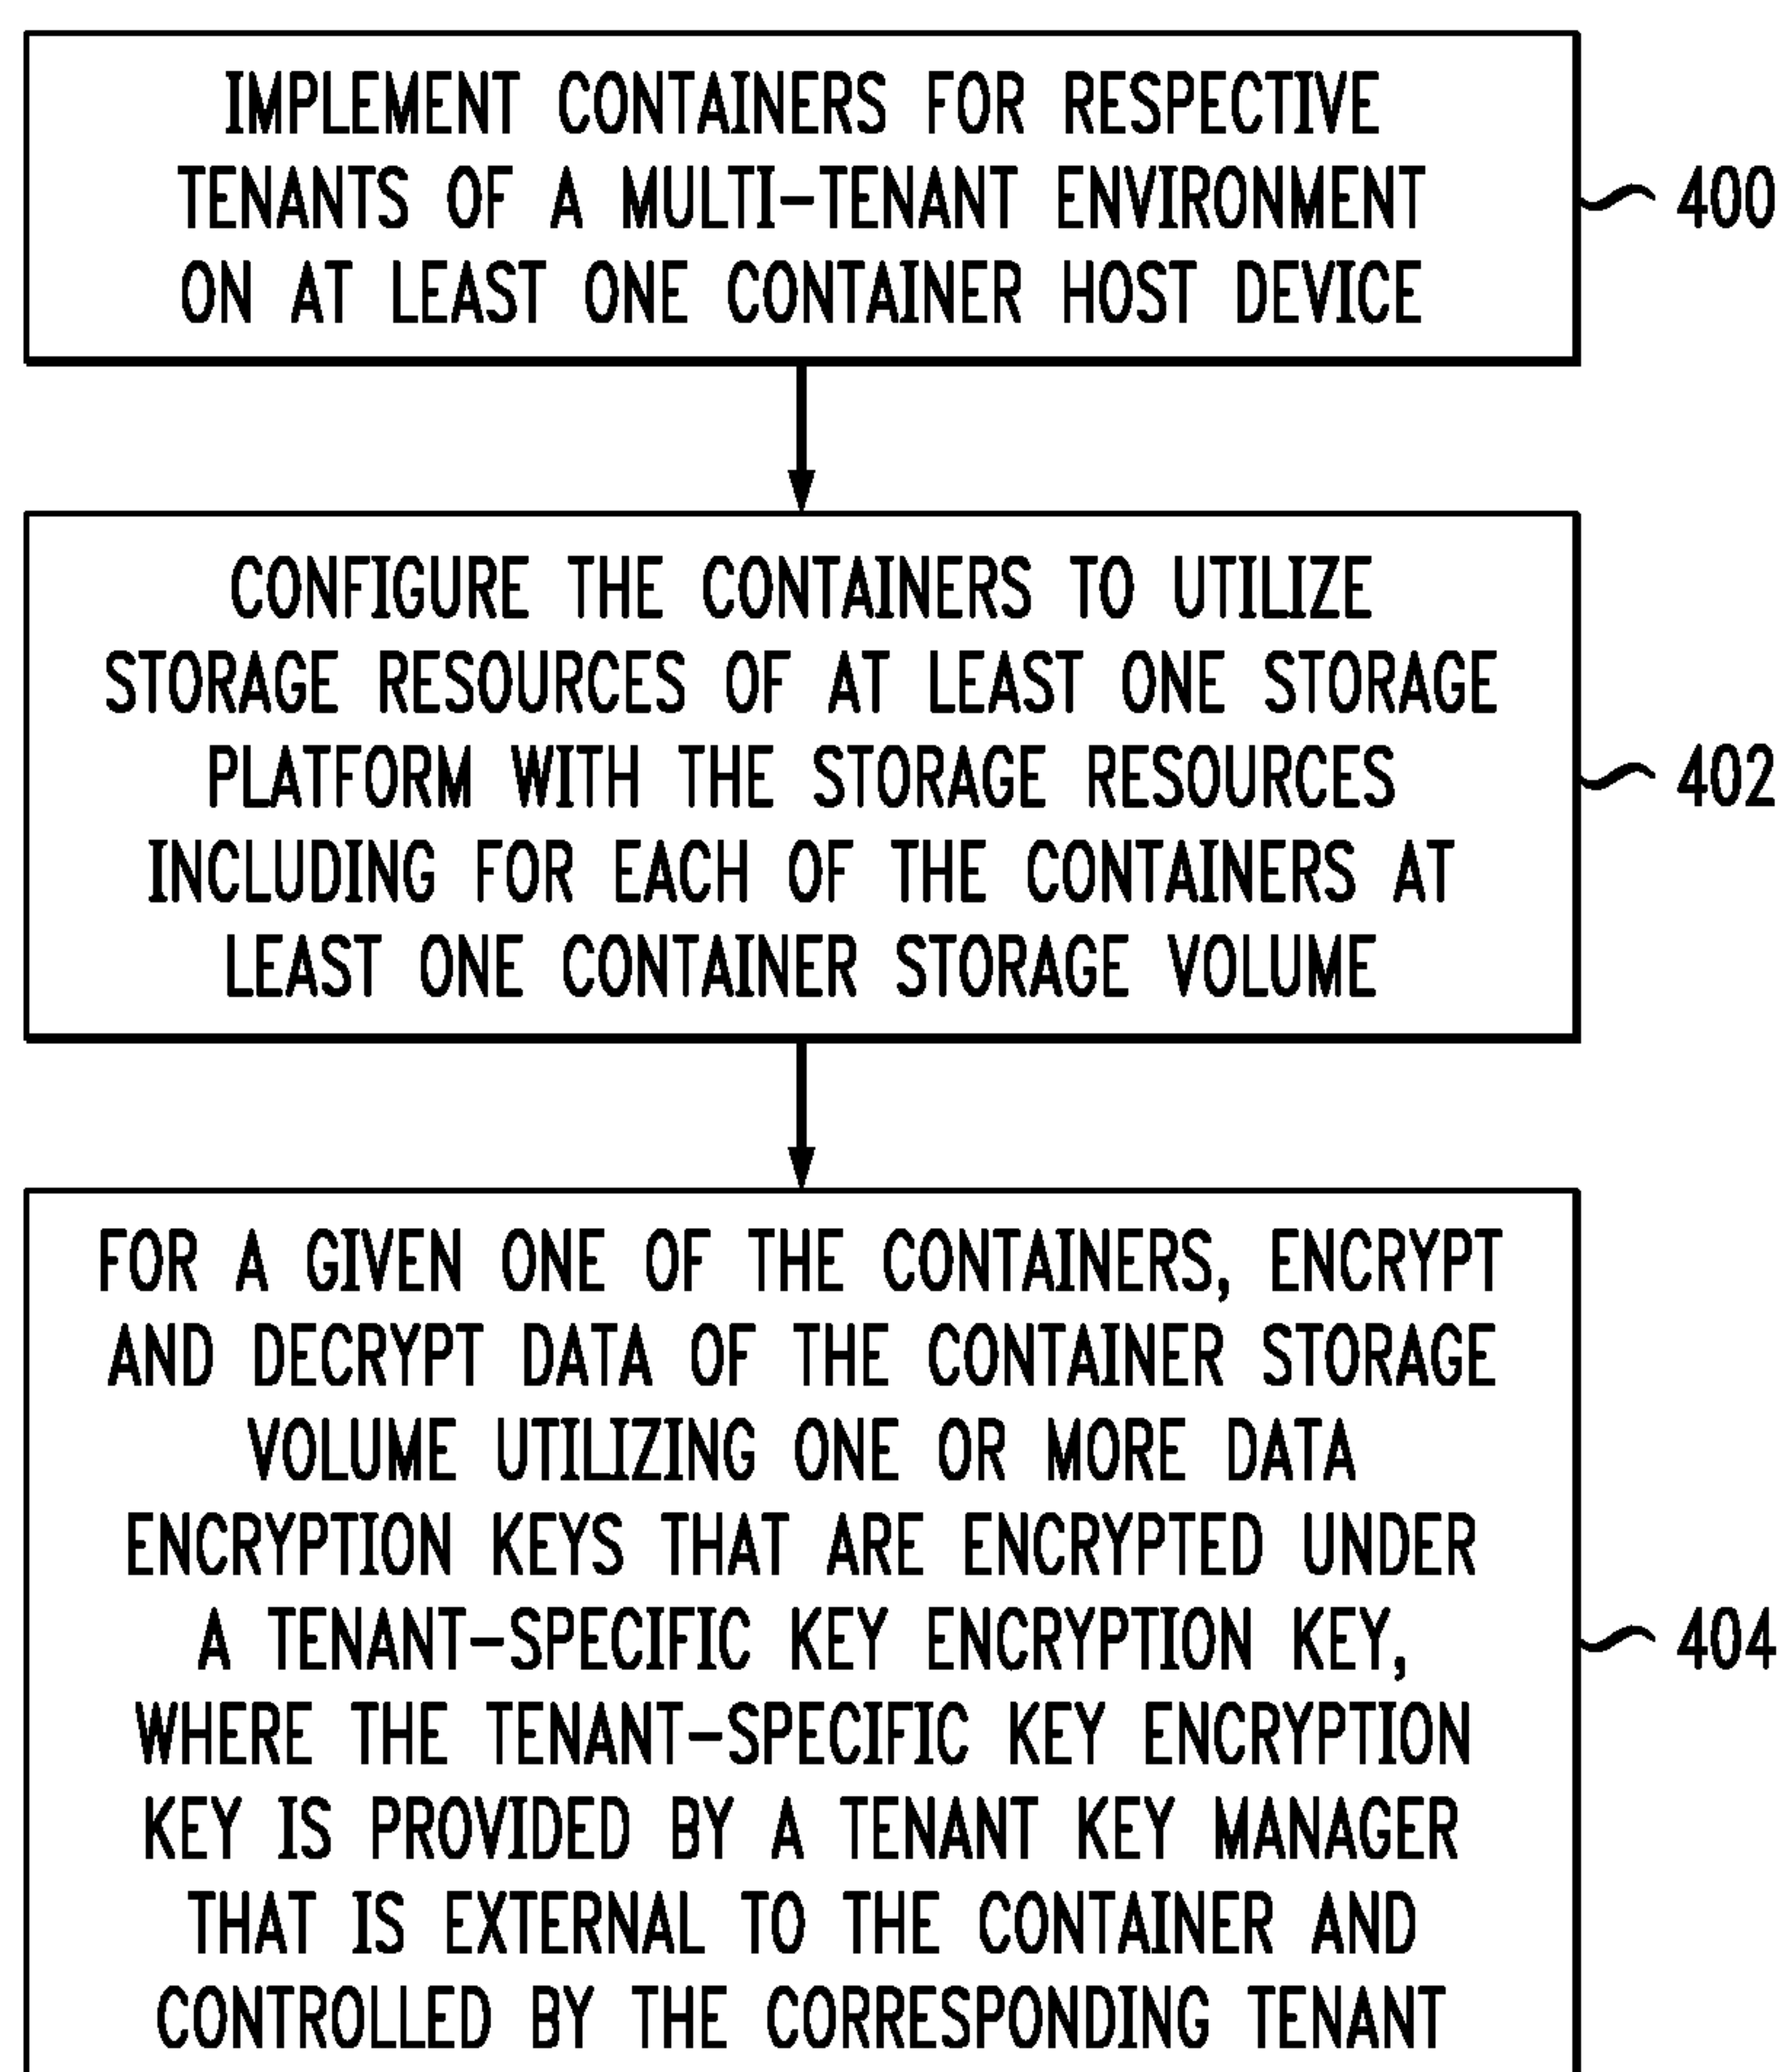 IMPLEMENT CONTAINERS FOR RESPECTIVE
TENANTS OF A MULTI-TENANT ENVIRONMENT
ON AT LEAST ONE CONTAINER HOST DEVICE
400
CONFIGURE THE CONTAINERS TO UTILIZE
STORAGE RESOURCES OF AT LEAST ONE STORAGE
PLATFORM WITH THE STORAGE RESOURCES
INCLUDING FOR EACH OF THE CONTAINERS AT
LEAST ONE CONTAINER STORAGE VOLUME
402
FOR A GIVEN ONE OF THE CONTAINERS, ENCRYPT
AND DECRYPT DATA OF THE CONTAINER STORAGE
VOLUME UTILIZING ONE OR MORE DATA
ENCRYPTION KEYS THAT ARE ENCRYPTED UNDER
A TENANT-SPECIFIC KEY ENCRYPTION KEY,
WHERE THE TENANT-SPECIFIC KEY ENCRYPTION
KEY IS PROVIDED BY A TENANT KEY MANAGER
THAT IS EXTERNAL TO THE CONTAINER AND
CONTROLLED BY THE CORRESPONDING TENANT
404